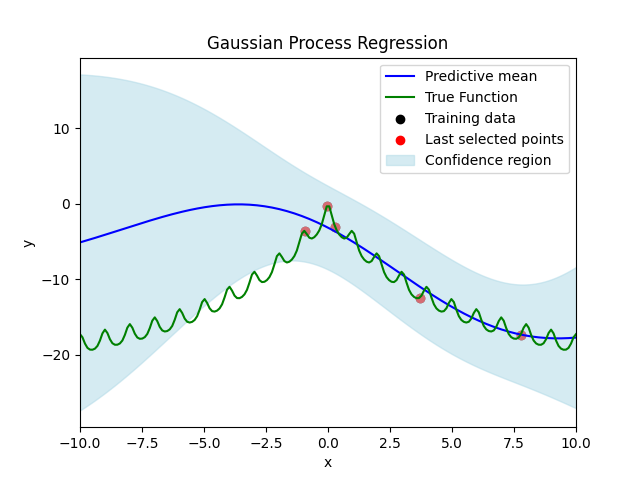 Gaussian Process Regression
Predictive mean
True Function
Training data
Last selected points
Confidence region
y
10
0
−10
−20
−10.0 −7.5 −5.0 −2.5 0.0 2.5 5.0 7.5 10.0
x